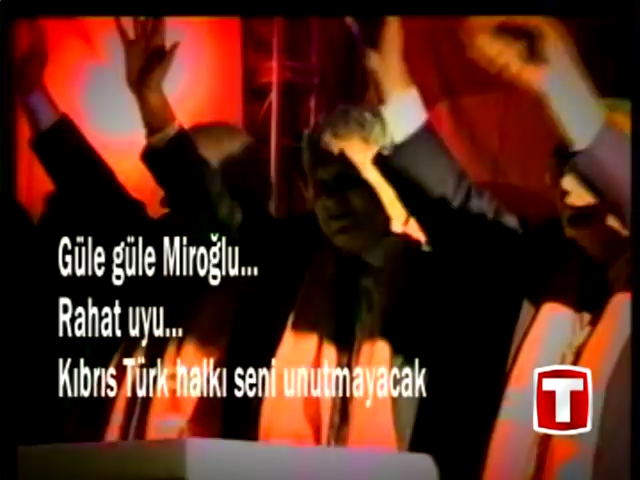 Güle güle Miroğlu...
Rahat uyu...
Kıbrıs Türk halkı seni unutmayacak
T